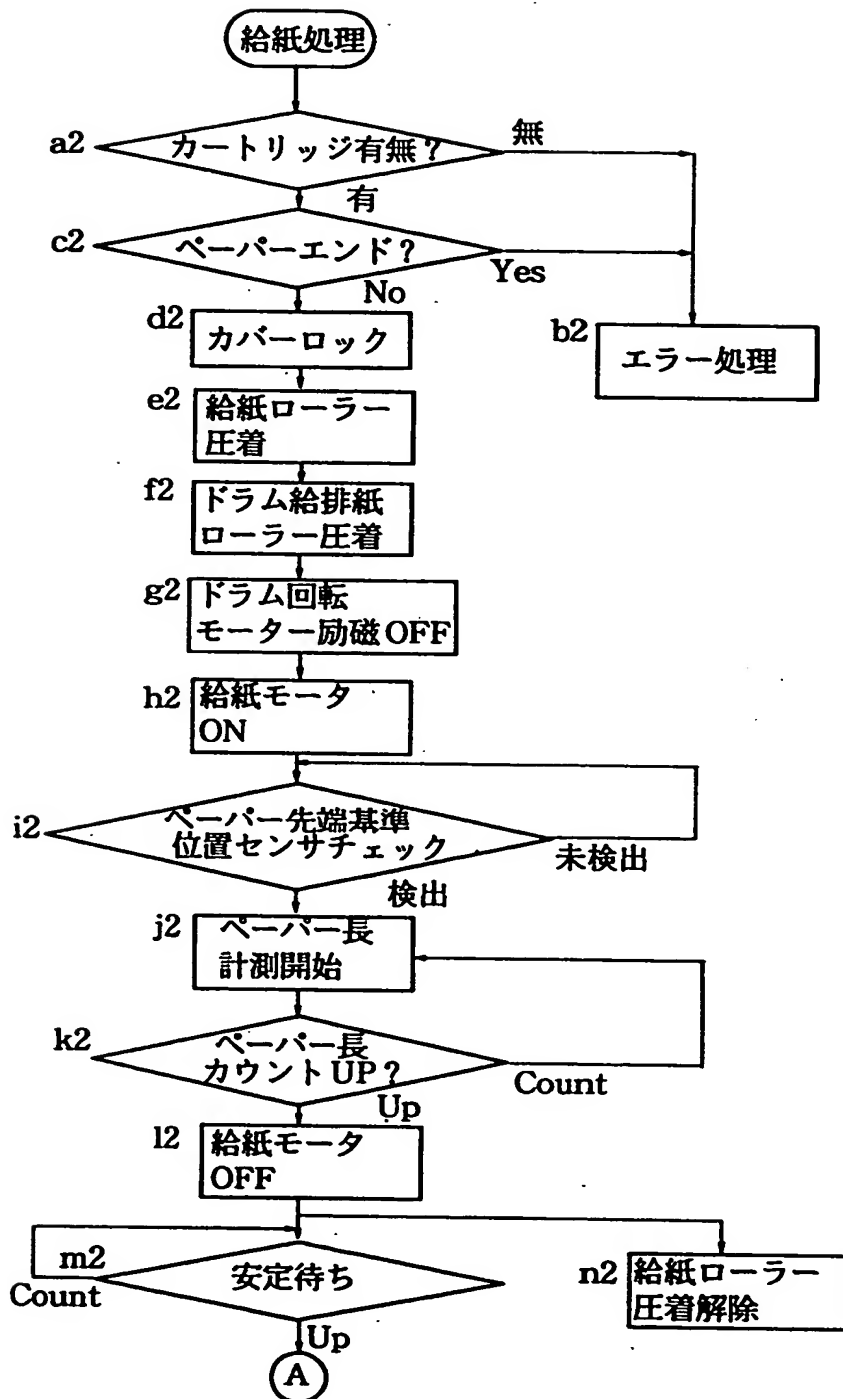 給紙処理
a2
カートリッジ有無?
無
有
c2
ペーパーエンド?
Yes
No
d2
カバーロック
b2
エラー処理
e2
給紙ローラー
圧着
f2
ドラム給排紙
ローラー圧着
g2
ドラム回転
モーター励磁OFF
h2
給紙モータ
ON
i2
ペーパー先端基準
位置センサチェック
未検出
検出
j2
ペーパー長
計測開始
k2
ペーパー長
カウントUP?
Count
Up
l2
給紙モータ
OFF
m2
安定待ち
Count
Up
n2
給紙ローラー
圧着解除
A